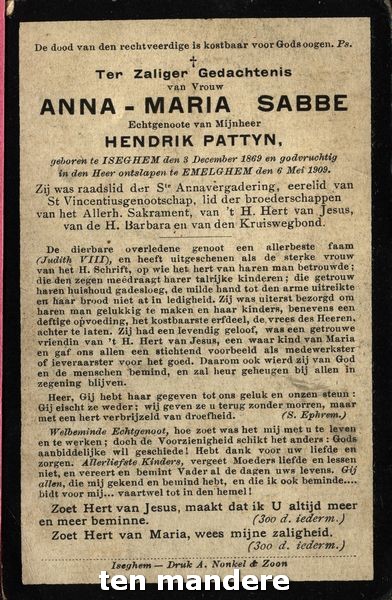 De dood van den rechtveerdige is kostbaar voor Gods oogen. Ps.
Ter Zaliger Gedachtenis
van Vrouw
ANNA-MARIA SABBE
Echtgenoote van Mijnheer
HENDRIK PATTYN,
geboren te ISEGHEM den 3 December 1869 en godvruchtig
in den Heer ontslapen te EMELGHEM den 6 Mei 1909.
Zij was raadslid der Ste Annavergadering, eerelid van
St Vincentiusgenootschap, lid der broederschappen
van het Allerh. Sakrament, van 't H. Hert van Jesus,
van de H. Barbara en van den Kruiswegbond.
De dierbare overledene genoot een allerbeste faam
(Judith VIII), en heeft uitgeschenen als de sterke vrouw
van het H. Schrift, op wie het hert van haren man betrouwde;
die den zegen meedraagt harer talrijke kinderen; die getrouw
haren huishoud gadesloeg, de milde hand tot den arme uitreikte
en haar brood niet at in ledigheid. Zij was uiterst bezorgd om
haren man gelukkig te maken en haar kinders, benevens een
deftige opvoeding, het kostbaarste erfdeel, de vrees des Heeren,
achter te laten. Zij had een levendig geloof, was een getrouwe
vriendin van 't H. Hert van Jesus, een waar kind van Maria
en gaf ons allen een stichtend voorbeeld als medewerkster
of ieveraarster voor het goed. Daarom ook wierd zij van God
en de menschen bemind, en zal heur geheugen bij allen in
zegening blijven.
Heer, Gij hebt haar gegeven tot ons geluk en onzen steun:
Gij eischt ze weder; wij geven ze u terug zonder morren, maar
met een hert verbrijzeld van droefheid. (S. Ephrem.)
Welbeminde Echtgenoot, hoe zoet was het mij met u te leven
en te werken; doch de Voorzienigheid schikt het anders: Gods
aanbiddelijke wil geschiede! Hebt dank voor uw liefde en
zorgen. Allerliefste Kinders, vergeet Moeders liefde en lessen
niet, en vereert en bemint Vader al de dagen uws levens. Gij
allen, die mij gekend en bemind hebt, en die ik ook beminde....
bidt voor mij... vaartwel tot in den hemel!
Zoet Hert van Jesus, maakt dat ik U altijd meer
en meer beminne. (300 d. iederm.)
Zoet Hert van Maria, wees mijne zaligheid.
(300 d. iederm.)
Iseghem — Druk A. Nonkel & Zoon
ten mandere